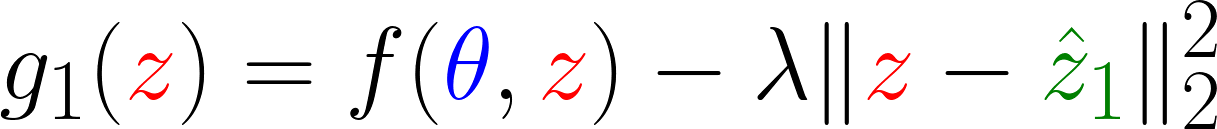 g₁(z) = f(θ, z) − λ‖z − ẑ₁‖₂²